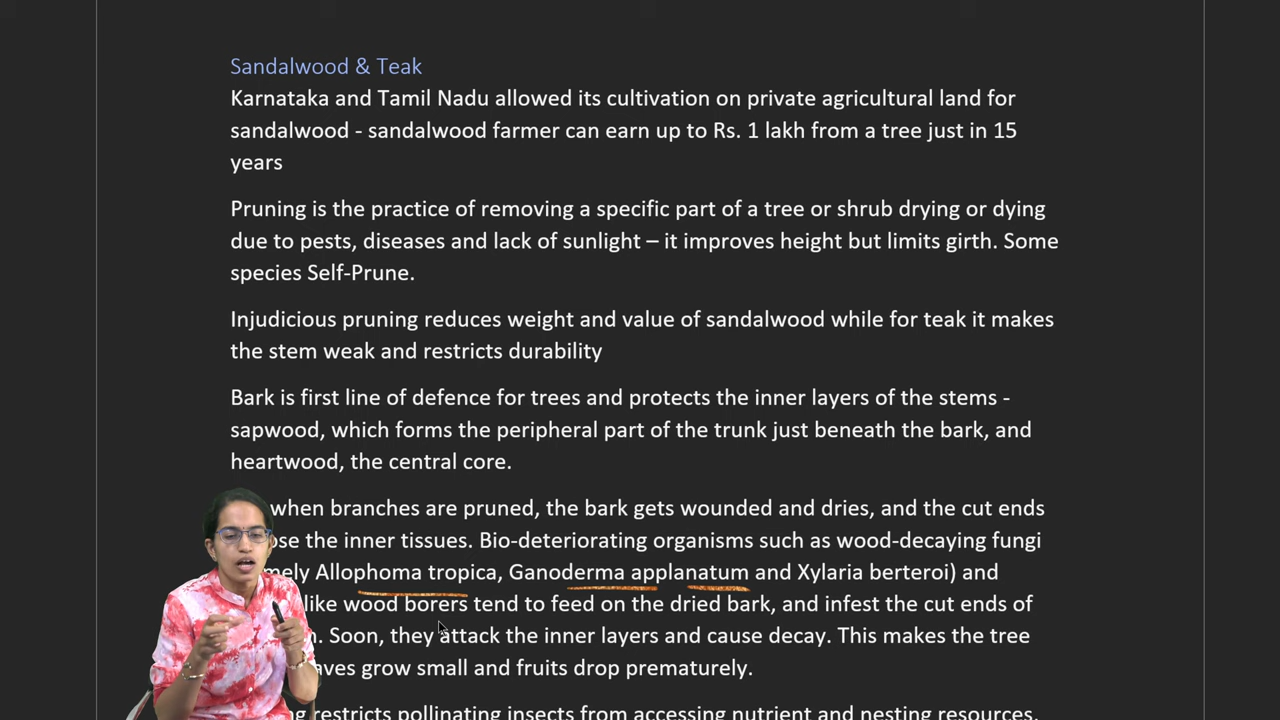 Sandalwood & Teak
Karnataka and Tamil Nadu allowed its cultivation on private agricultural land for
sandalwood - sandalwood farmer can earn up to Rs. 1 lakh from a tree just in 15
years
Pruning is the practice of removing a specific part of a tree or shrub drying or dying
due to pests, diseases and lack of sunlight – it improves height but limits girth. Some
species Self-Prune.
Injudicious pruning reduces weight and value of sandalwood while for teak it makes
the stem weak and restricts durability
Bark is first line of defence for trees and protects the inner layers of the stems -
sapwood, which forms the peripheral part of the trunk just beneath the bark, and
heartwood, the central core.
when branches are pruned, the bark gets wounded and dries, and the cut ends
the inner tissues. Bio-deteriorating organisms such as wood-decaying fungi
Allophoma tropica, Ganoderma applanatum and Xylaria berteroi) and
like wood borers tend to feed on the dried bark, and infest the cut ends of
Soon, they attack the inner layers and cause decay. This makes the tree
grow small and fruits drop prematurely.
restricts pollinating insects from accessing nutrient and nesting resources.